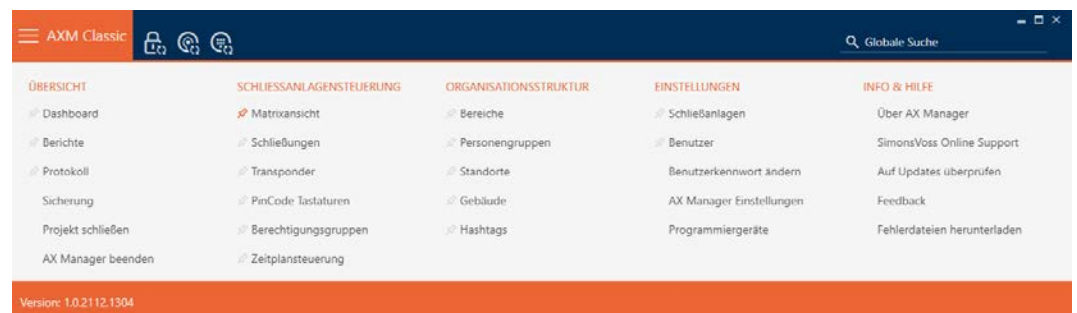 AXM Classic
Globale Suche
ÜBERSICHT
Dashboard
Berichte
Protokoll
Sicherung
Projekt schließen
AX Manager beenden
SCHLIESSANLAGENSTEUERUNG
Matrixansicht
Schließungen
Transponder
PinCode Tastaturen
Berechtigungsgruppen
Zeitplansteuerung
ORGANISATIONSSTRUKTUR
Bereiche
Personengruppen
Standorte
Gebäude
Hashtags
EINSTELLUNGEN
Schließanlagen
Benutzer
Benutzerkennwort ändern
AX Manager Einstellungen
Programmiergeräte
INFO & HILFE
Über AX Manager
SimonsVoss Online Support
Auf Updates überprüfen
Feedback
Fehlerdateien herunterladen
Version: 1.0.2112.1304